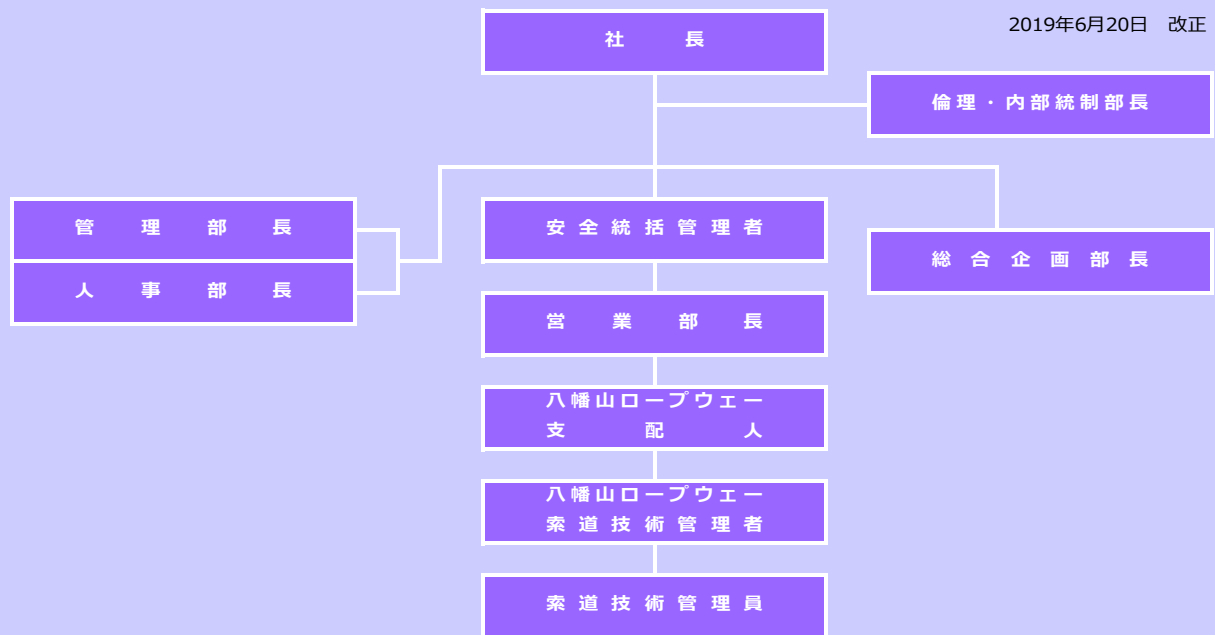 2019年6月20日　改正
社長
倫理・内部統制部長
管理部長
人事部長
安全統括管理者
総合企画部長
営業部長
八幡山ロープウェー
支配人
八幡山ロープウェー
索道技術管理者
索道技術管理員